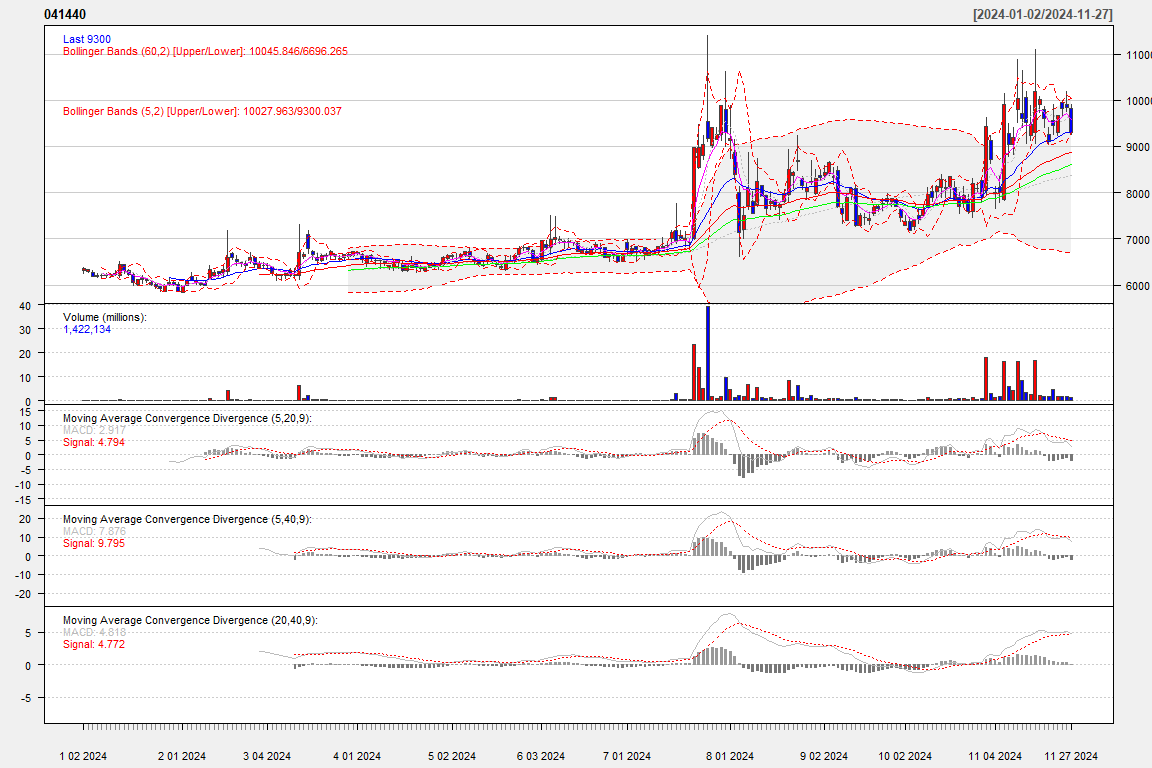 041440 [2024-01-02/2024-11-27]
Last 9300
Bollinger Bands (60,2) [Upper/Lower]: 10045.846/6696.265
Bollinger Bands (5,2) [Upper/Lower]: 10027.963/9300.037
11000
10000
9000
8000
7000
6000
Volume (millions):
1,422,134
40
30
20
10
0
Moving Average Convergence Divergence (5,20,9):
MACD: 2.917
Signal: 4.794
15
10
5
0
-5
-10
-15
Moving Average Convergence Divergence (5,40,9):
MACD: 7.876
Signal: 9.795
20
10
0
-10
-20
Moving Average Convergence Divergence (20,40,9):
MACD: 4.818
Signal: 4.772
5
0
-5
1 02 2024 2 01 2024 3 04 2024 4 01 2024 5 02 2024 6 03 2024 7 01 2024 8 01 2024 9 02 2024 10 02 2024 11 04 2024 11 27 2024